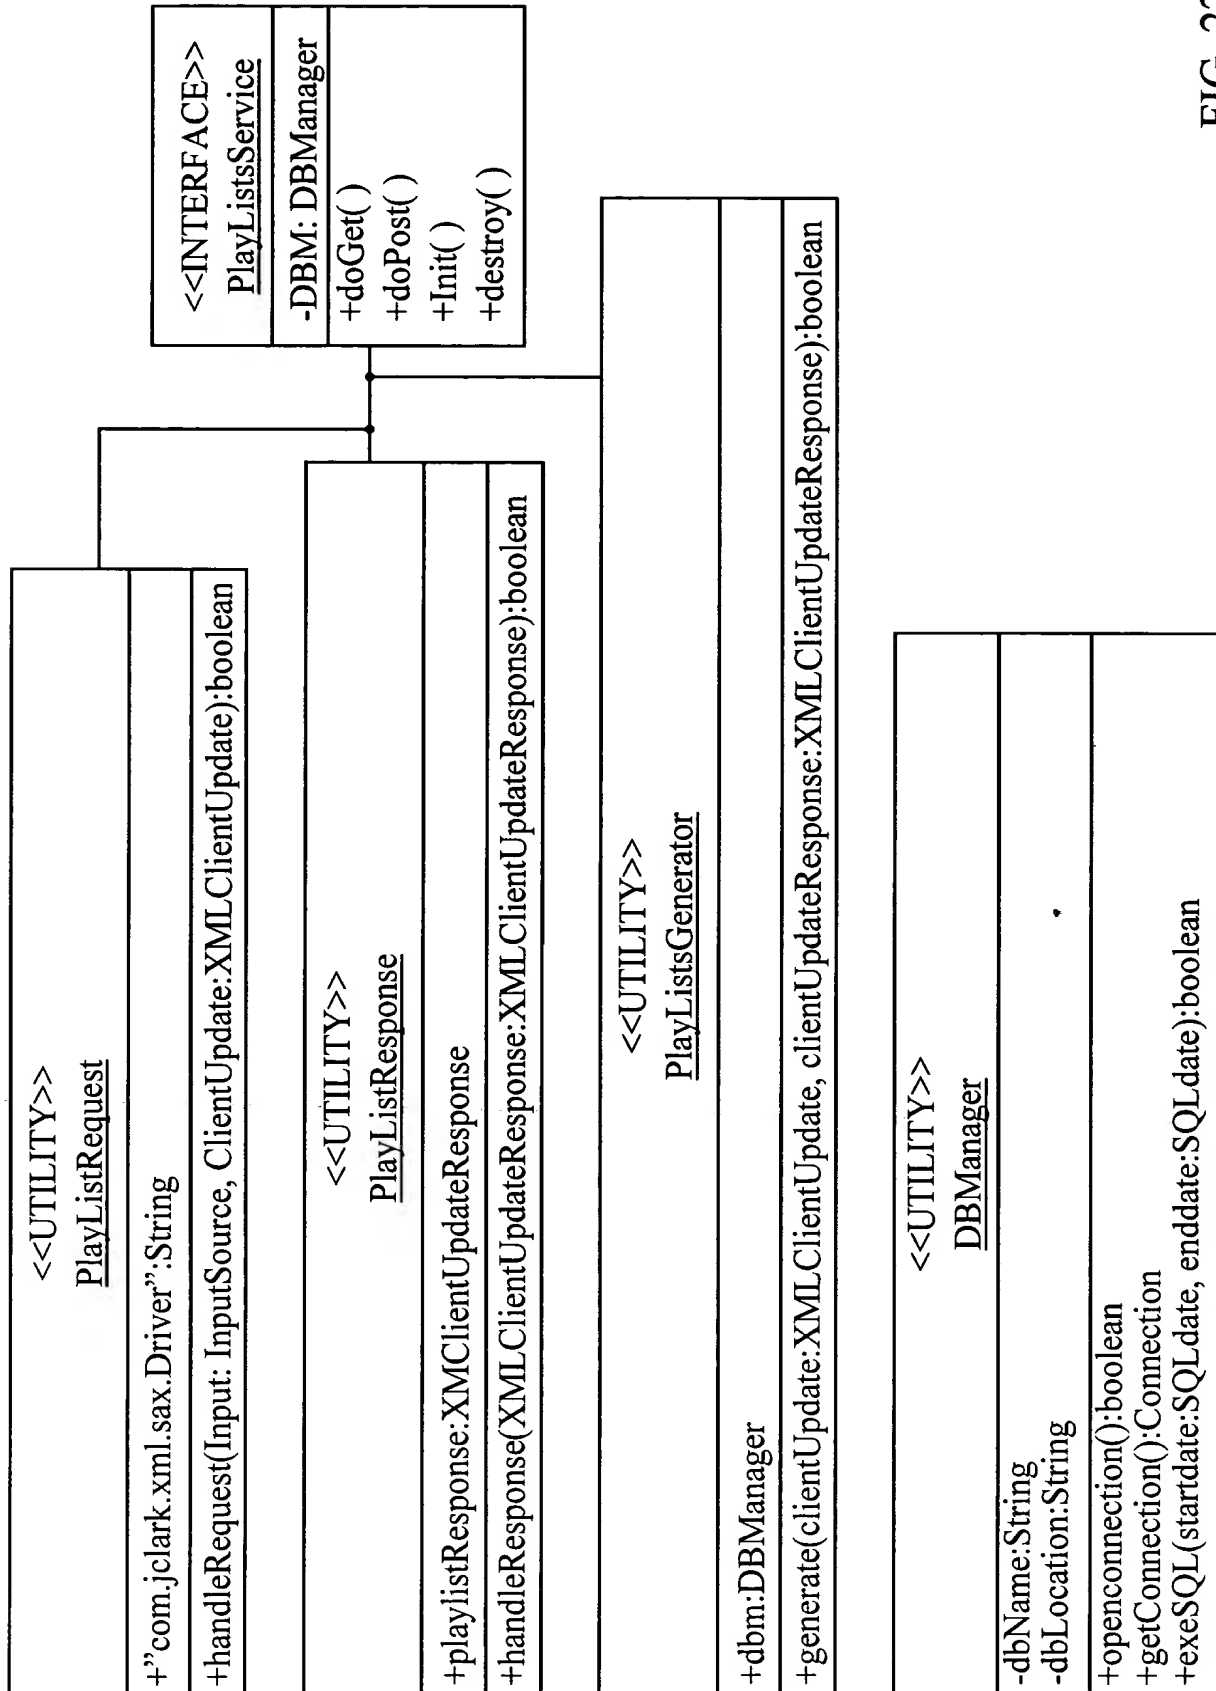 <<UTILITY>>
PlayListRequest
+”com.jclark.xml.sax.Driver”:String
+handleRequest(Input: InputSource, ClientUpdate:XMLClientUpdate):boolean
<<INTERFACE>>
PlayListsService
-DBM: DBManager
+doGet( )
+doPost( )
+Init( )
+destroy( )
<<UTILITY>>
PlayListResponse
+playlistResponse:XMClientUpdateResponse
+handleResponse(XMLClientUpdateResponse:XMLClientUpdateResponse):boolean
<<UTILITY>>
PlayListsGenerator
+dbm:DBManager
+generate(clientUpdate:XMLClientUpdate, clientUpdateResponse:XMLClientUpdateResponse):boolean
<<UTILITY>>
DBManager
-dbName:String
-dbLocation:String
+openconnection():boolean
+getConnection():Connection
+exeSQL(startdate:SQLdate, enddate:SQLdate):boolean
FIG.